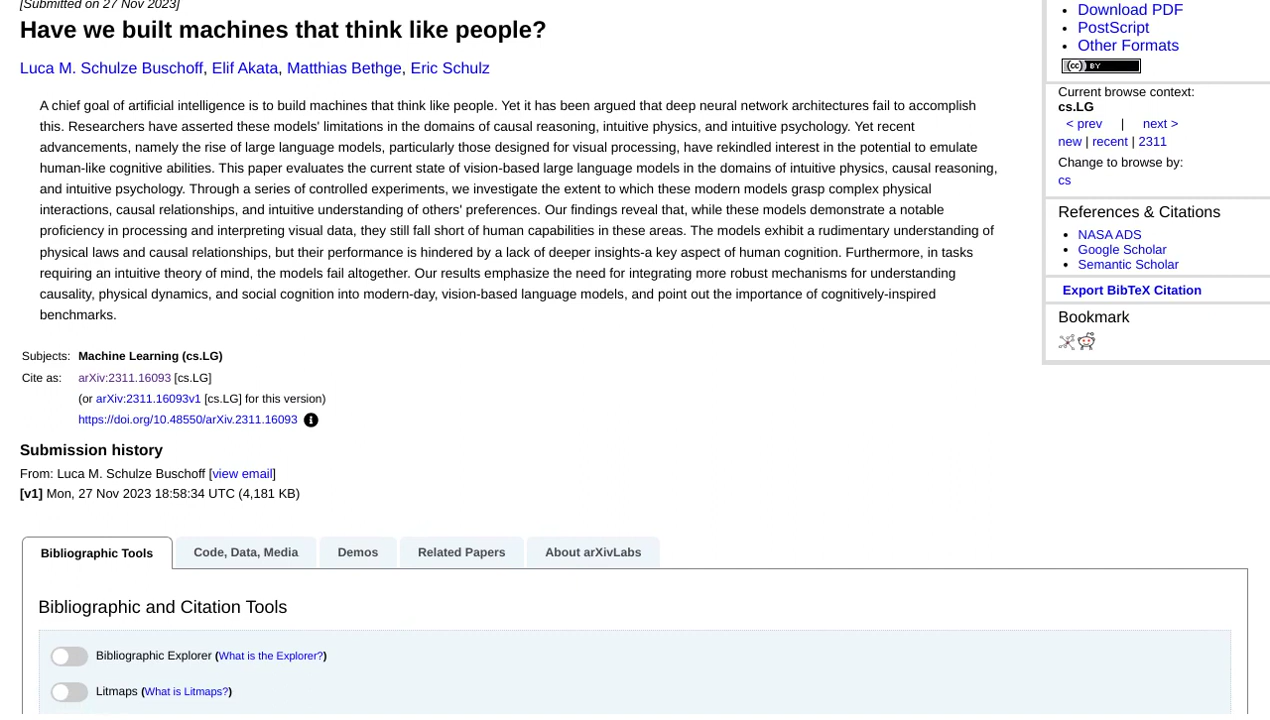 [Submitted on 27 Nov 2023]
Have we built machines that think like people?
Luca M. Schulze Buschoff, Elif Akata, Matthias Bethge, Eric Schulz
A chief goal of artificial intelligence is to build machines that think like people. Yet it has been argued that deep neural network architectures fail to accomplish
this. Researchers have asserted these models' limitations in the domains of causal reasoning, intuitive physics, and intuitive psychology. Yet recent
advancements, namely the rise of large language models, particularly those designed for visual processing, have rekindled interest in the potential to emulate
human-like cognitive abilities. This paper evaluates the current state of vision-based large language models in the domains of intuitive physics, causal reasoning,
and intuitive psychology. Through a series of controlled experiments, we investigate the extent to which these modern models grasp complex physical
interactions, causal relationships, and intuitive understanding of others' preferences. Our findings reveal that, while these models demonstrate a notable
proficiency in processing and interpreting visual data, they still fall short of human capabilities in these areas. The models exhibit a rudimentary understanding of
physical laws and causal relationships, but their performance is hindered by a lack of deeper insights-a key aspect of human cognition. Furthermore, in tasks
requiring an intuitive theory of mind, the models fail altogether. Our results emphasize the need for integrating more robust mechanisms for understanding
causality, physical dynamics, and social cognition into modern-day, vision-based language models, and point out the importance of cognitively-inspired
benchmarks.
Subjects: Machine Learning (cs.LG)
Cite as: arXiv:2311.16093 [cs.LG]
(or arXiv:2311.16093v1 [cs.LG] for this version)
https://doi.org/10.48550/arXiv.2311.16093
Submission history
From: Luca M. Schulze Buschoff [view email]
[v1] Mon, 27 Nov 2023 18:58:34 UTC (4,181 KB)
Download PDF
PostScript
Other Formats
(cc) BY
Current browse context:
cs.LG
< prev | next >
new | recent | 2311
Change to browse by:
cs
References & Citations
NASA ADS
Google Scholar
Semantic Scholar
Export BibTeX Citation
Bookmark
Bibliographic Tools
Code, Data, Media
Demos
Related Papers
About arXivLabs
Bibliographic and Citation Tools
Bibliographic Explorer (What is the Explorer?)
Litmaps (What is Litmaps?)